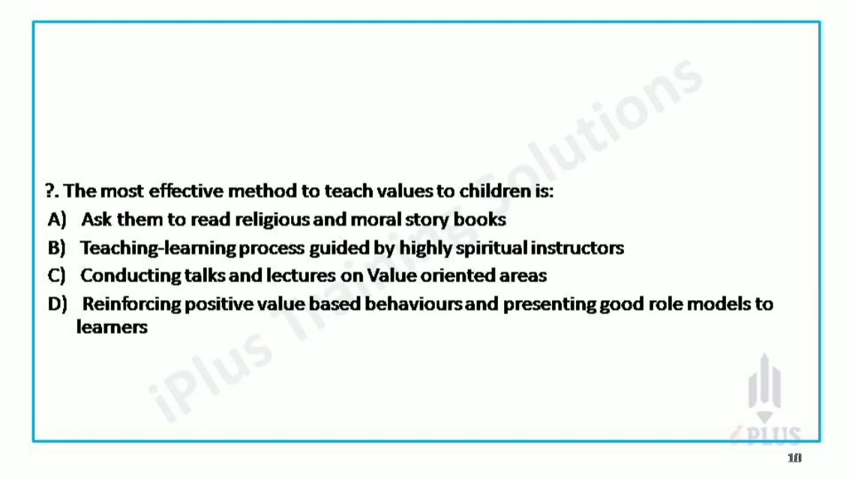 iPlus Training Solutions
?. The most effective method to teach values to children is:
A) Ask them to read religious and moral story books
B) Teaching-learning process guided by highly spiritual instructors
C) Conducting talks and lectures on Value oriented areas
D) Reinforcing positive value based behaviours and presenting good role models to
learners
iPLUS
10